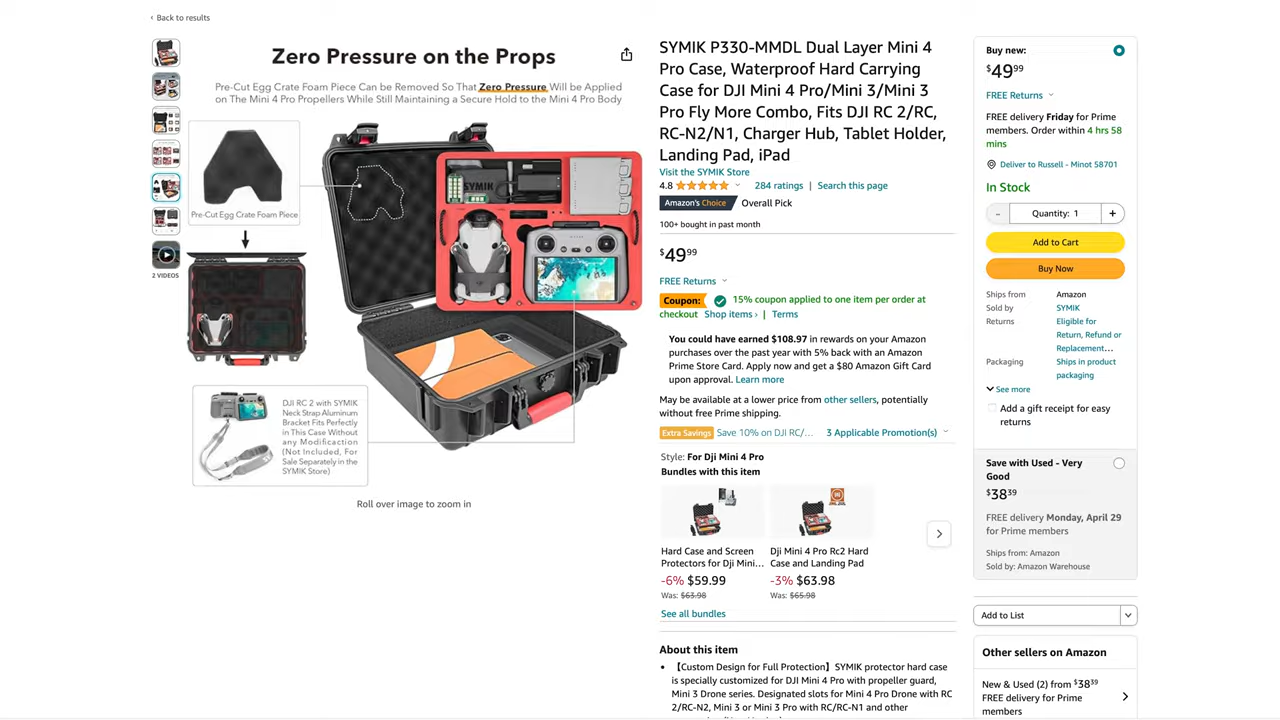 ‹ Back to results
2 VIDEOS
Zero Pressure on the Props
Pre-Cut Egg Crate Foam Piece Can be Removed So That Zero Pressure Will be Applied
on The Mini 4 Pro Propellers While Still Maintaining a Secure Hold to the Mini 4 Pro Body
Pre-Cut Egg Crate Foam Piece
SYMIK
DJI RC 2 with SYMIK
Neck Strap Aluminum
Bracket Fits Perfectly
in This Case Without
any Modificaction
(Not Included, For
Sale Separately in the
SYMIK Store)
Roll over image to zoom in
SYMIK P330-MMDL Dual Layer Mini 4
Pro Case, Waterproof Hard Carrying
Case for DJI Mini 4 Pro/Mini 3/Mini 3
Pro Fly More Combo, Fits DJI RC 2/RC,
RC-N2/N1, Charger Hub, Tablet Holder,
Landing Pad, iPad
Visit the SYMIK Store
4.8 284 ratings | Search this page
Amazon's Choice Overall Pick
100+ bought in past month
$49 99
FREE Returns
Coupon: 15% coupon applied to one item per order at
checkout Shop items › | Terms
You could have earned $108.97 in rewards on your Amazon
purchases over the past year with 5% back with an Amazon
Prime Store Card. Apply now and get a $80 Amazon Gift Card
upon approval. Learn more
May be available at a lower price from other sellers, potentially
without free Prime shipping.
Extra Savings Save 10% on DJI RC/... 3 Applicable Promotion(s)
Style: For Dji Mini 4 Pro
Bundles with this item
Hard Case and Screen
Protectors for Dji Mini...
-6% $59.99
Was: $63.98
Dji Mini 4 Pro Rc2 Hard
Case and Landing Pad
-3% $63.98
Was: $65.98
See all bundles
About this item
• 【Custom Design for Full Protection】SYMIK protector hard case
is specially customized for DJI Mini 4 Pro with propeller guard,
Mini 3 Drone series. Designated slots for Mini 4 Pro Drone with RC
2/RC-N2, Mini 3 or Mini 3 Pro with RC/RC-N1 and other
Buy new:
$49 99
FREE Returns
FREE delivery Friday for Prime
members. Order within 4 hrs 58
mins
Deliver to Russell - Minot 58701
In Stock
- Quantity: 1 +
Add to Cart
Buy Now
Ships from Amazon
Sold by SYMIK
Returns Eligible for
Return, Refund or
Replacement...
Packaging Ships in product
packaging
See more
Add a gift receipt for easy
returns
Save with Used - Very
Good
$38 39
FREE delivery Monday, April 29
for Prime members
Ships from: Amazon
Sold by: Amazon Warehouse
Add to List
Other sellers on Amazon
New & Used (2) from $38 39
FREE delivery for Prime
members